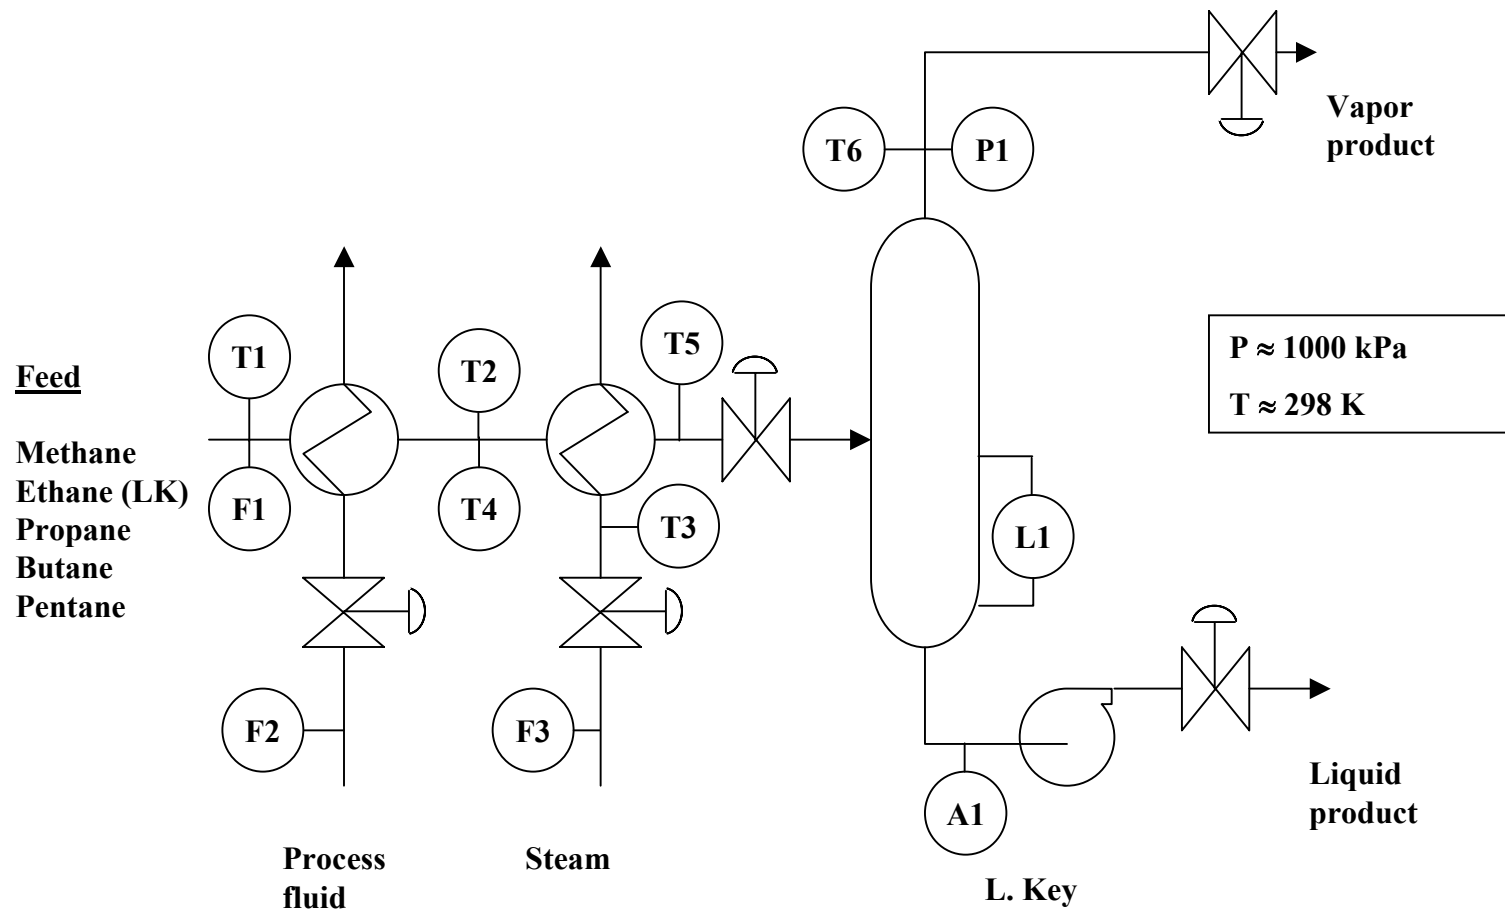 Vapor
product
T6
P1
T1
T2
T5
P ≈ 1000 kPa
T ≈ 298 K
Feed
Methane
Ethane (LK)
Propane
Butane
Pentane
F1
T4
T3
L1
F2
F3
A1
Liquid
product
Process
fluid
Steam
L. Key